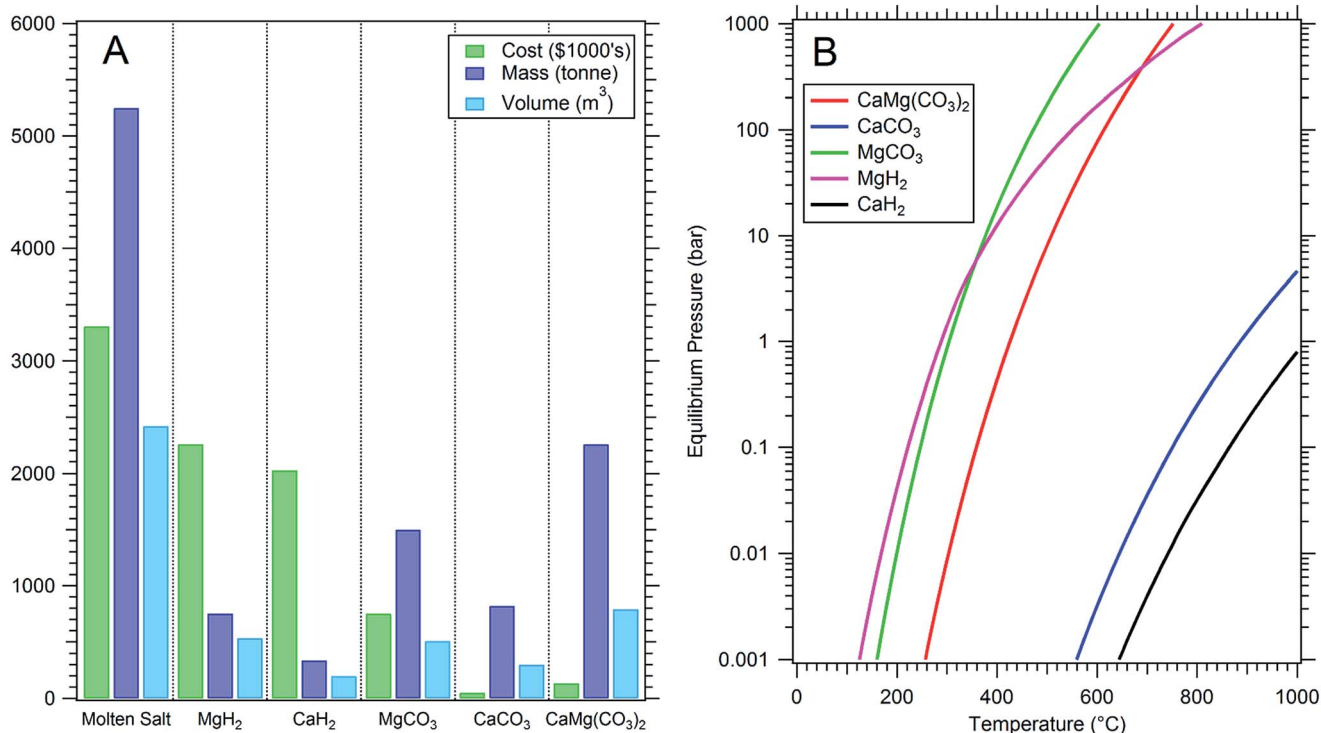 A
Cost ($1000's)
Mass (tonne)
Volume (m³)
6000
5000
4000
3000
2000
1000
0
Molten Salt
MgH₂
CaH₂
MgCO₃
CaCO₃
CaMg(CO₃)₂
B
CaMg(CO₃)₂
CaCO₃
MgCO₃
MgH₂
CaH₂
Equilibrium Pressure (bar)
1000
100
10
1
0.1
0.01
0.001
0
200
400
600
800
1000
Temperature (°C)